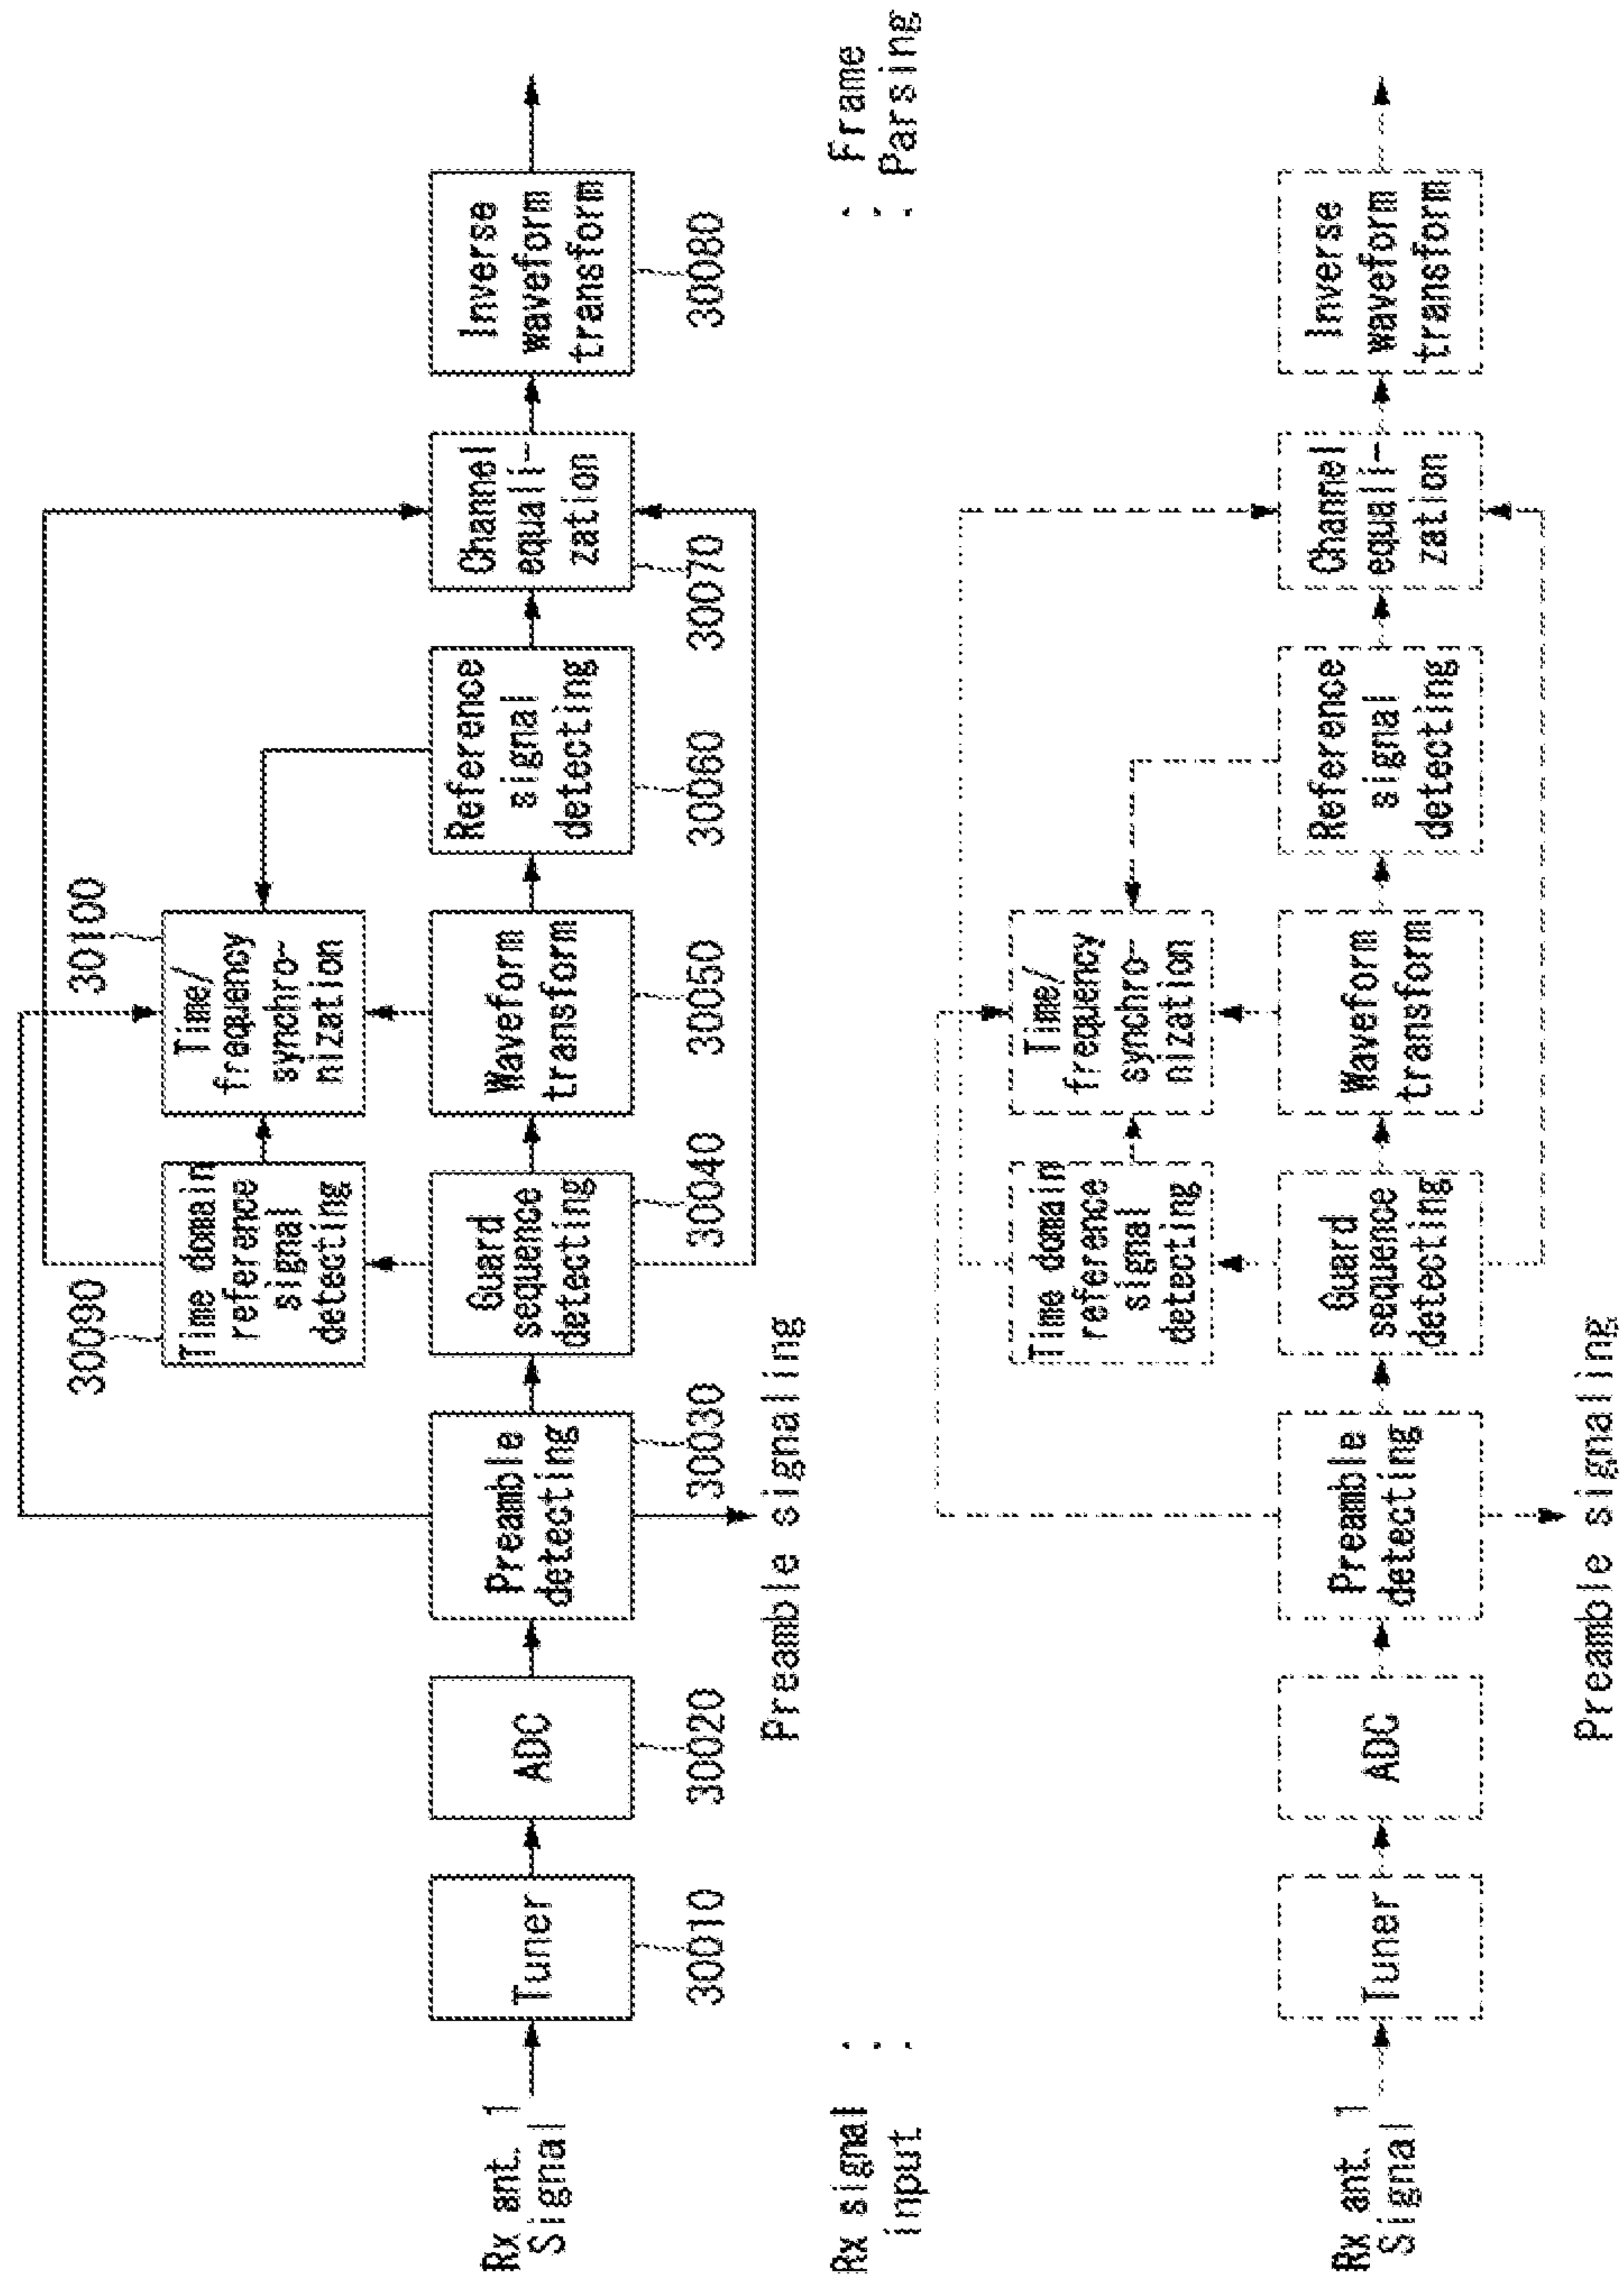 30090
30100
Time domain
reference
signal
detecting
Time/
frequency
synchro-
nization
Rx ant. 1
Signal
Tuner
ADC
Preamble
detecting
Guard
sequence
detecting
Waveform
transform
Reference
signal
detecting
Channel
equali-
zation
Inverse
waveform
transform
30010
30020
30030
30040
30050
30060
30070
30080
Preamble signaling
Rx signal
input
Frame
Parsing
Time domain
reference
signal
detecting
Time/
frequency
synchro-
nization
Rx ant. 1
Signal
Tuner
ADC
Preamble
detecting
Guard
sequence
detecting
Waveform
transform
Reference
signal
detecting
Channel
equali-
zation
Inverse
waveform
transform
Preamble signaling